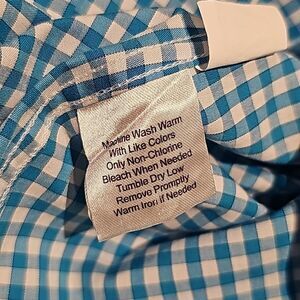 Machine Wash Warm
With Like Colors
Only Non-Chlorine
Bleach When Needed
Tumble Dry Low
Remove Promptly
Warm Iron if Needed